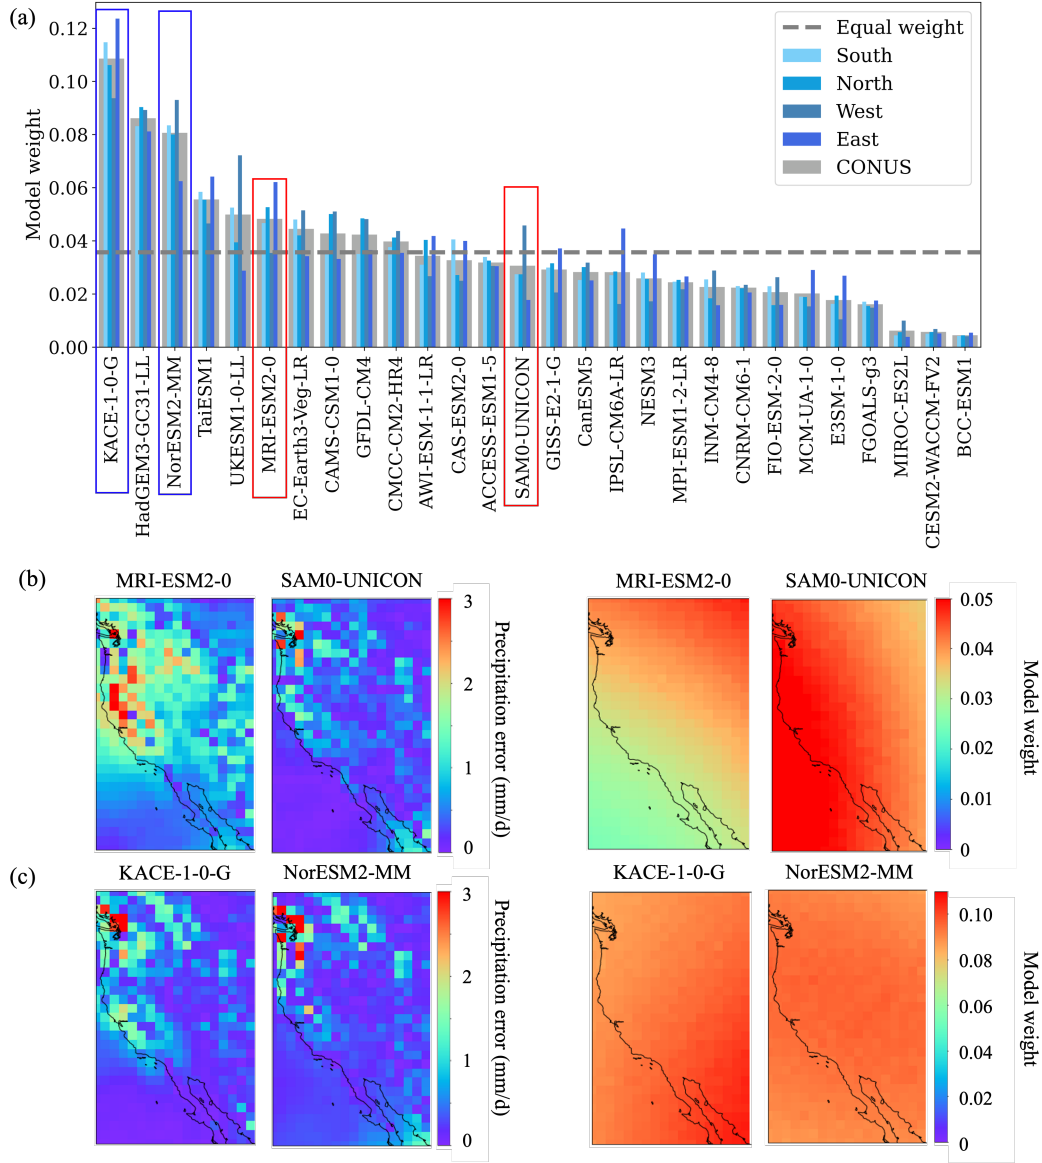 (a)
Model weight
0.12
0.10
0.08
0.06
0.04
0.02
0.00
Equal weight
South
North
West
East
CONUS
KACE-1-0-G
HadGEM3-GC31-LL
NorESM2-MM
TaiESM1
UKESM1-0-LL
MRI-ESM2-0
EC-Earth3-Veg-LR
CAMS-CSM1-0
GFDL-CM4
CMCC-CM2-HR4
AWI-ESM-1-1-LR
CAS-ESM2-0
ACCESS-ESM1-5
SAM0-UNICON
GISS-E2-1-G
CanESM5
IPSL-CM6A-LR
NESM3
MPI-ESM1-2-LR
INM-CM4-8
CNRM-CM6-1
FIO-ESM-2-0
MCM-UA-1-0
E3SM-1-0
FGOALS-g3
MIROC-ES2L
CESM2-WACCM-FV2
BCC-ESM1
(b)
MRI-ESM2-0
SAM0-UNICON
3
2
1
0
Precipitation error (mm/d)
MRI-ESM2-0
SAM0-UNICON
0.05
0.04
0.03
0.02
0.01
0
Model weight
(c)
KACE-1-0-G
NorESM2-MM
3
2
1
0
Precipitation error (mm/d)
KACE-1-0-G
NorESM2-MM
0.10
0.08
0.06
0.04
0.02
0
Model weight